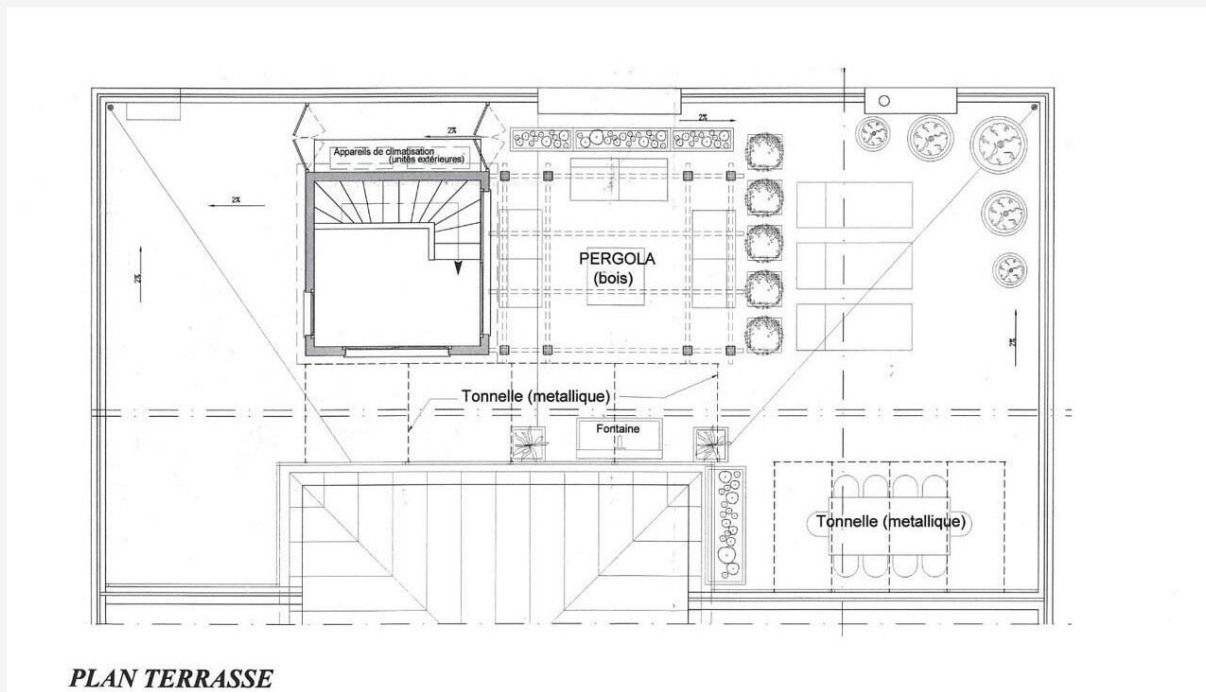 2%
2%
Appareils de climatisation
(unités extérieures)
2%
2%
PERGOLA
(bois)
2%
Tonnelle (metallique)
Fontaine
Tonnelle (metallique)
PLAN TERRASSE